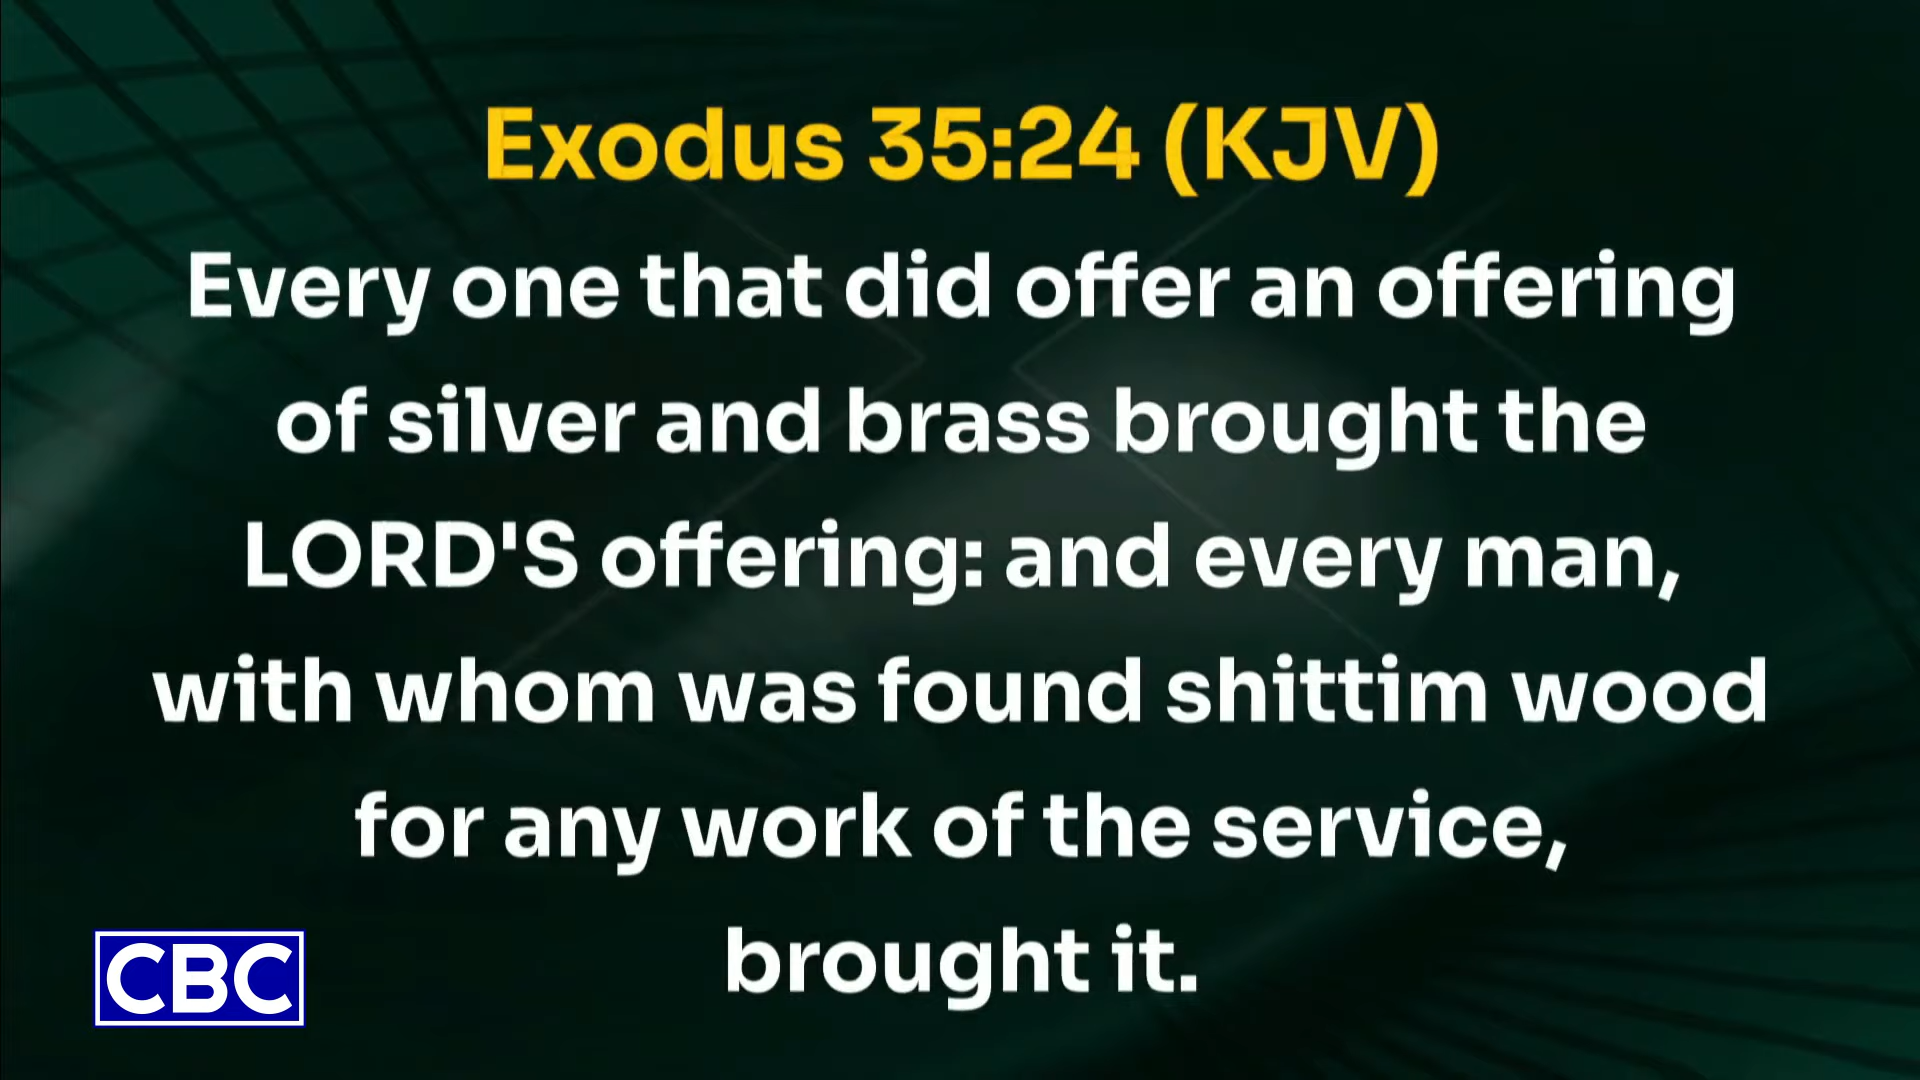 Exodus 35:24 (KJV)
Every one that did offer an offering
of silver and brass brought the
LORD'S offering: and every man,
with whom was found shittim wood
for any work of the service,
brought it.
CBC